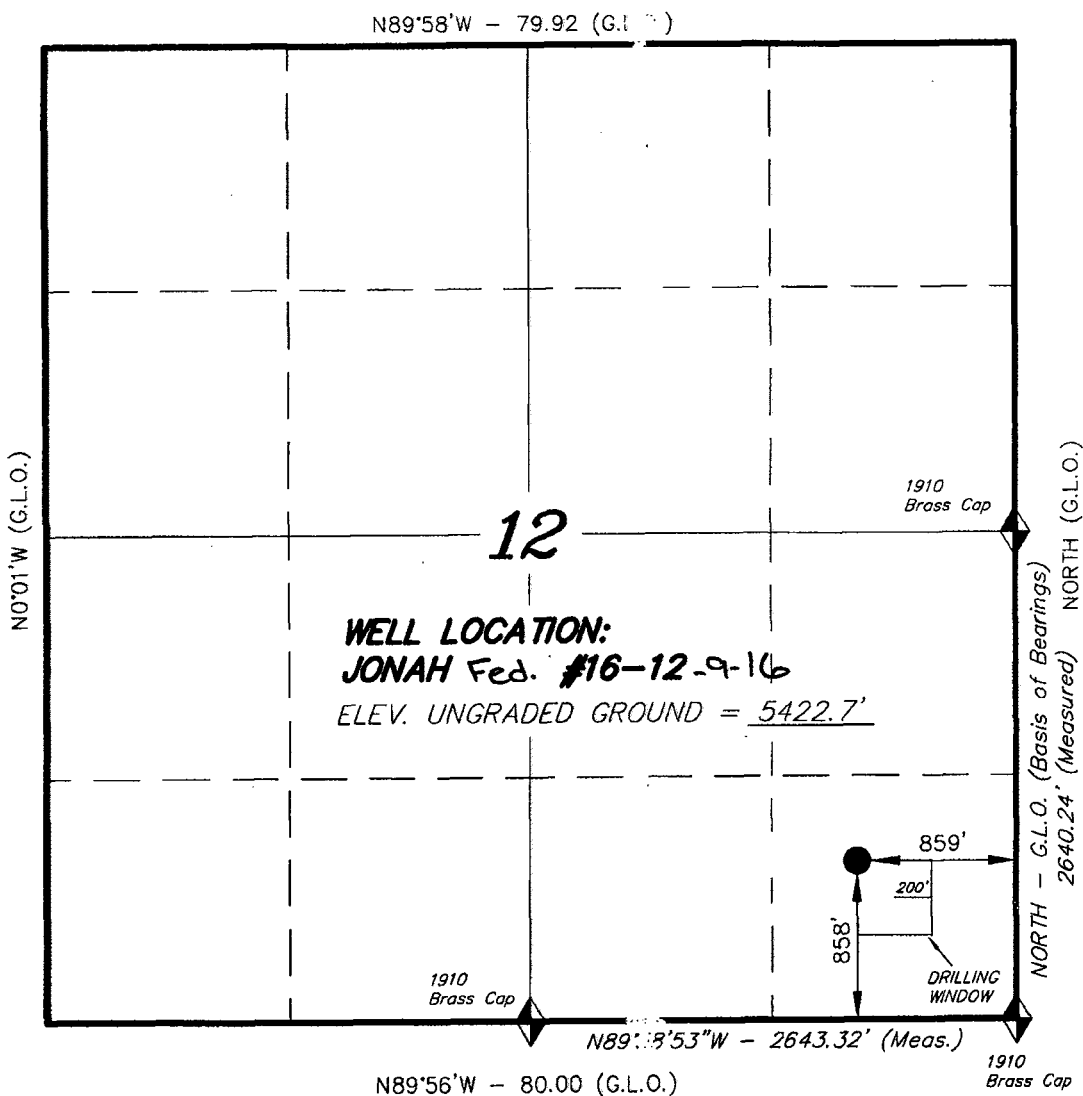 N89°58'W – 79.92
N0°01'W (G.L.O.)
1910
Brass Cap
NORTH (G.L.O.)
12
WELL LOCATION:
JONAH Fed. #16–12-9-16
ELEV. UNGRADED GROUND = 5422.7'
NORTH – G.L.O. (Basis of Bearings)
2640.24' (Measured)
859'
200'
858'
DRILLING
WINDOW
1910
Brass Cap
– 2643.32' (Meas.)
1910
Brass Cap
N89°56'W – 80.00 (G.L.O.)